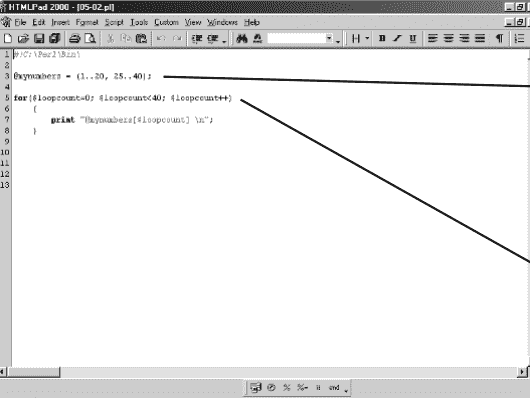 HTMLPad 2000 - [05-02.pl]
File Edit Insert Format Script Tools Custom View Windows Help
H B I U ¶
1 #!C:\Perl\Bin\
2
3 @mynumbers = (1..20, 25..40);
4
5 for($loopcount=0; $loopcount<40; $loopcount++)
6 {
7 print "@mynumbers[$loopcount] \n";
8 }
9
10
11
12
13
% %= end